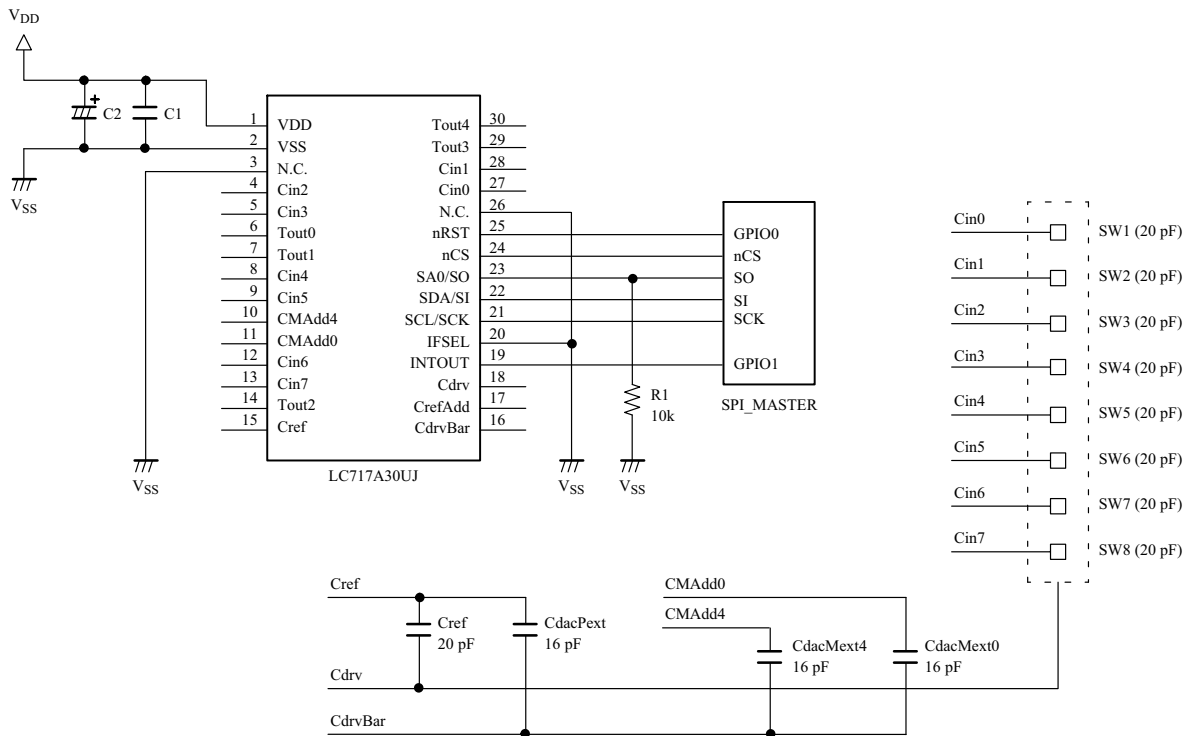 VDD
+
C2
C1
VSS
1
2
3
4
5
6
7
8
9
10
11
12
13
14
15
VDD
VSS
N.C.
Cin2
Cin3
Tout0
Tout1
Cin4
Cin5
CMAdd4
CMAdd0
Cin6
Cin7
Tout2
Cref
Tout4
Tout3
Cin1
Cin0
N.C.
nRST
nCS
SA0/SO
SDA/SI
SCL/SCK
IFSEL
INTOUT
Cdrv
CrefAdd
CdrvBar
30
29
28
27
26
25
24
23
22
21
20
19
18
17
16
LC717A30UJ
VSS
VSS
VSS
R1
10k
GPIO0
nCS
SO
SI
SCK
GPIO1
SPI_MASTER
Cin0
SW1 (20 pF)
Cin1
SW2 (20 pF)
Cin2
SW3 (20 pF)
Cin3
SW4 (20 pF)
Cin4
SW5 (20 pF)
Cin5
SW6 (20 pF)
Cin6
SW7 (20 pF)
Cin7
SW8 (20 pF)
Cref
Cref
20 pF
CdacPext
16 pF
CMAdd0
CMAdd4
CdacMext4
16 pF
CdacMext0
16 pF
Cdrv
CdrvBar